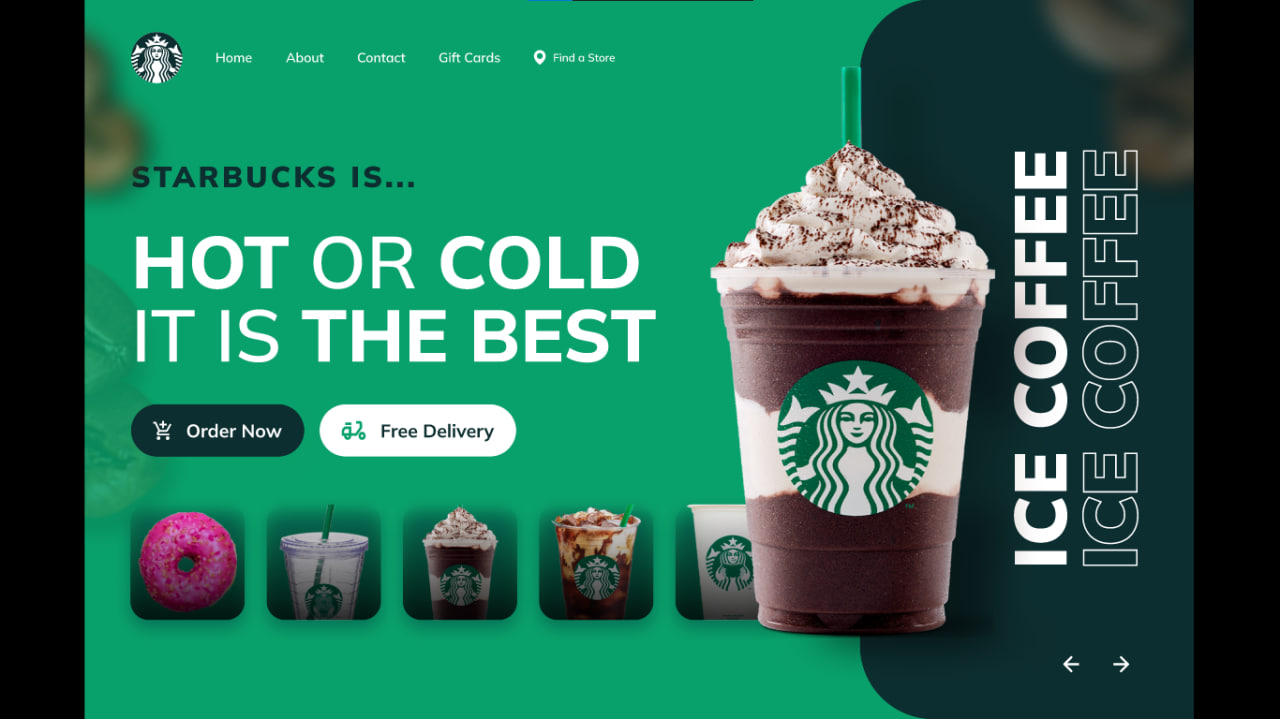 Home About Contact Gift Cards Find a Store
STARBUCKS IS...
HOT OR COLD
IT IS THE BEST
Order Now Free Delivery
ICE COFFEE
ICE COFFEE
TM